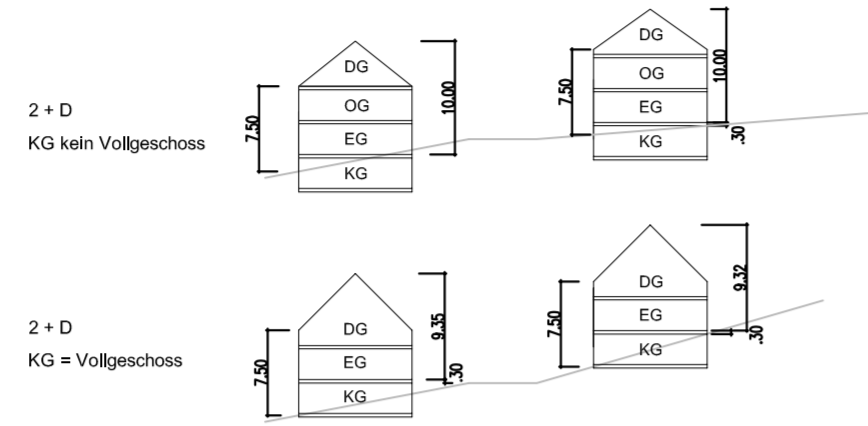 DG
DG
OG
OG
7.50
10.00
7.50
10.00
2 + D
EG
EG
KG kein Vollgeschoss
KG
KG
.30
DG
DG
9.35
9.32
2 + D
EG
EG
7.50
7.50
.30
.30
KG = Vollgeschoss
KG
KG